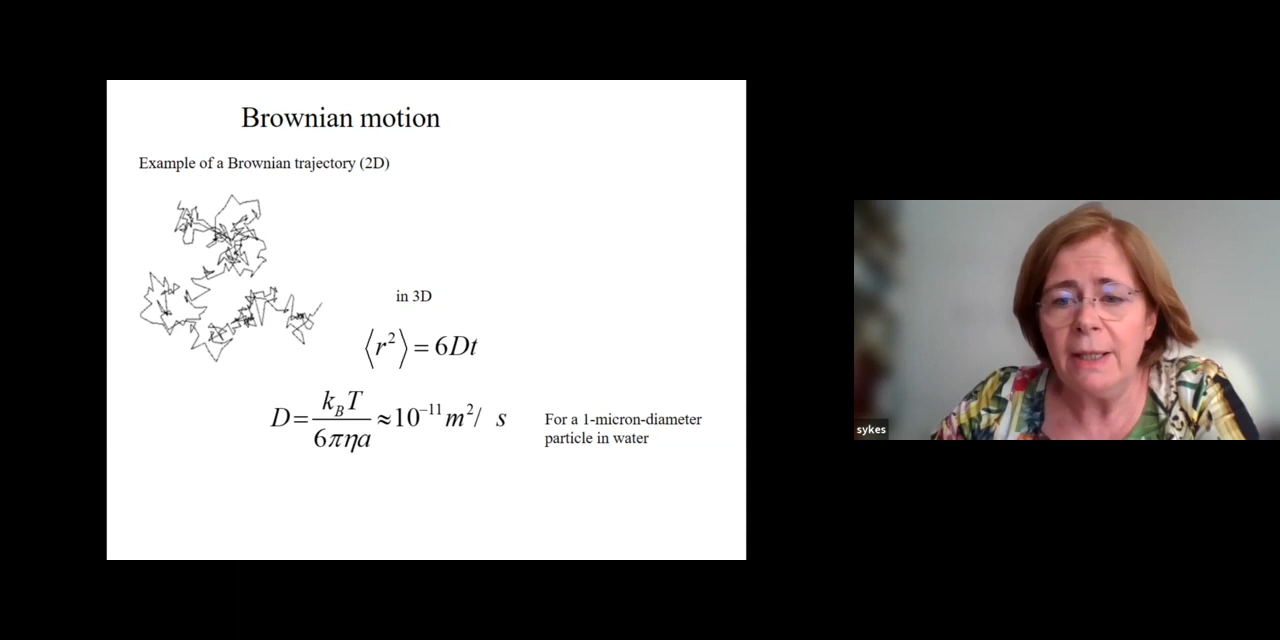 Brownian motion
Example of a Brownian trajectory (2D)
in 3D
⟨r²⟩ = 6Dt
D = k_B T / 6πηa ≈ 10⁻¹¹ m² / s
For a 1-micron-diameter
particle in water
sykes